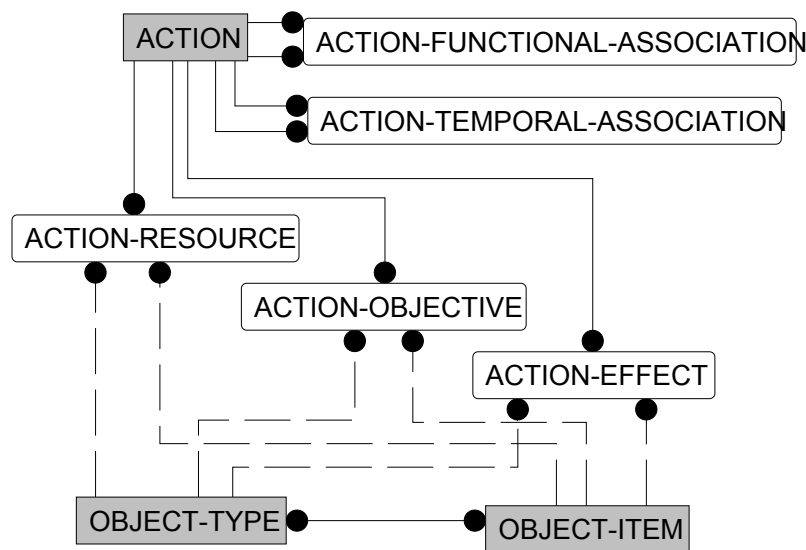 ACTION
ACTION-FUNCTIONAL-ASSOCIATION
ACTION-TEMPORAL-ASSOCIATION
ACTION-RESOURCE
ACTION-OBJECTIVE
ACTION-EFFECT
OBJECT-TYPE
OBJECT-ITEM